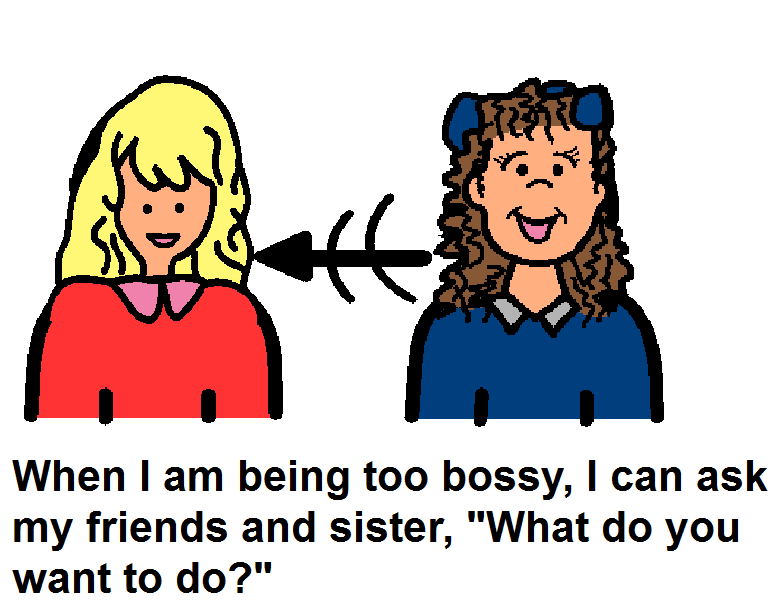 When I am being too bossy, I can ask
my friends and sister, "What do you
want to do?"